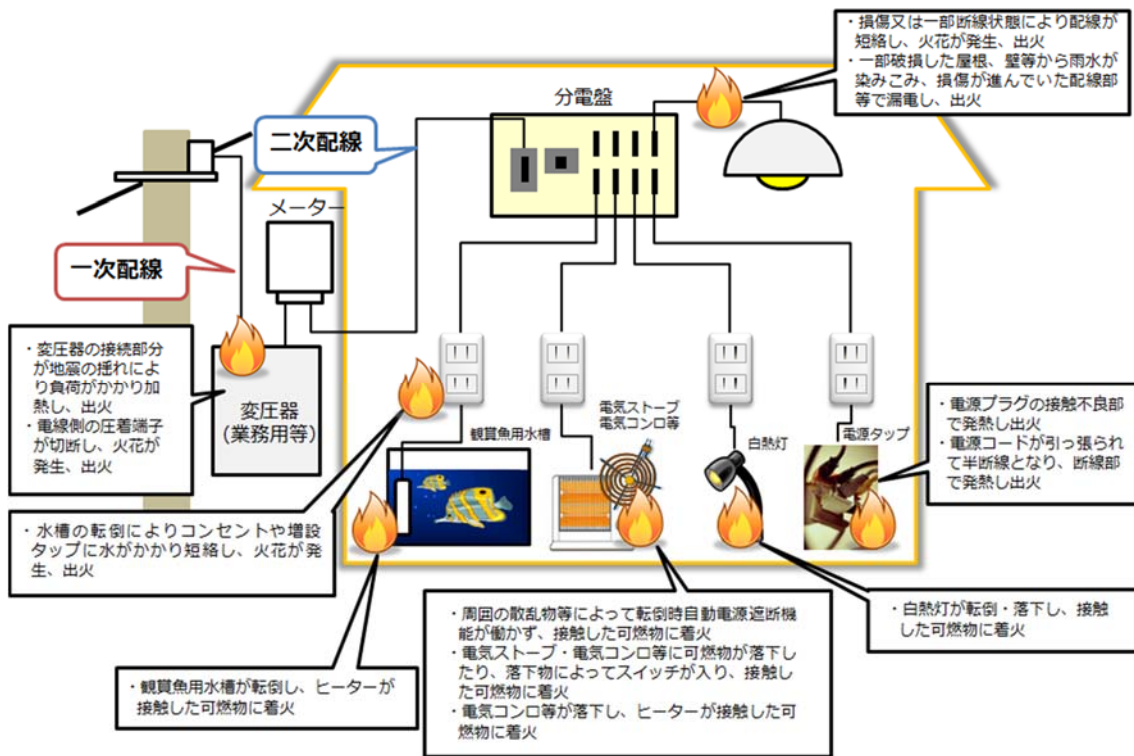 ・損傷又は一部断線状態により配線が
短絡し、火花が発生、出火
・一部破損した屋根、壁等から雨水が
染みこみ、損傷が進んでいた配線部
等で漏電し、出火
分電盤
二次配線
メーター
一次配線
・変圧器の接続部分
が地震の揺れによ
り負荷がかかり加
熱し、出火
・電線側の圧着端子
が切断し、火花が
発生、出火
変圧器
(業務用等)
観賞魚用水槽
電気ストーブ
電気コンロ等
白熱灯
電源タップ
・電源プラグの接触不良部
で発熱し出火
・電源コードが引っ張られ
て半断線となり、断線部
で発熱し出火
・水槽の転倒によりコンセントや増設
タップに水がかかり短絡し、火花が発
生、出火
・観賞魚用水槽が転倒し、ヒーターが
接触した可燃物に着火
・周囲の散乱物等によって転倒時自動電源遮断機
能が働かず、接触した可燃物に着火
・電気ストーブ・電気コンロ等に可燃物が落下し
たり、落下物によってスイッチが入り、接触し
た可燃物に着火
・電気コンロ等が落下し、ヒーターが接触した可
燃物に着火
・白熱灯が転倒・落下し、接触
した可燃物に着火